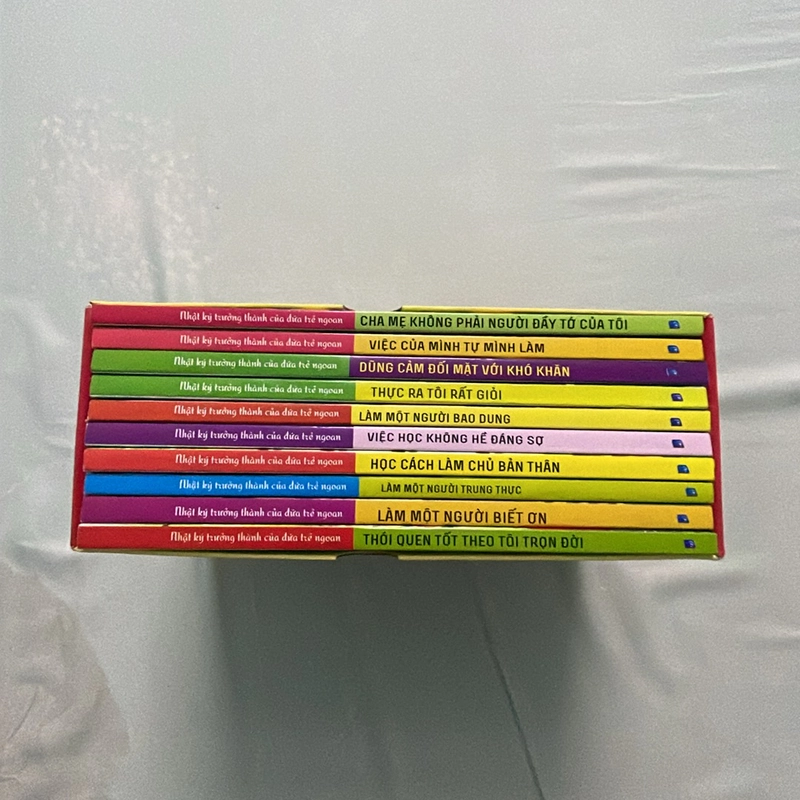 Nhật ký trưởng thành của đứa trẻ ngoan CHA MẸ KHÔNG PHẢI NGƯỜI ĐẦY TỚ CỦA TÔI
Nhật ký trưởng thành của đứa trẻ ngoan VIỆC CỦA MÌNH TỰ MÌNH LÀM
Nhật ký trưởng thành của đứa trẻ ngoan DŨNG CẢM ĐỐI MẶT VỚI KHÓ KHĂN
Nhật ký trưởng thành của đứa trẻ ngoan THỰC RA TÔI RẤT GIỎI
Nhật ký trưởng thành của đứa trẻ ngoan LÀM MỘT NGƯỜI BAO DUNG
Nhật ký trưởng thành của đứa trẻ ngoan VIỆC HỌC KHÔNG HỀ ĐÁNG SỢ
Nhật ký trưởng thành của đứa trẻ ngoan HỌC CÁCH LÀM CHỦ BẢN THÂN
Nhật ký trưởng thành của đứa trẻ ngoan LÀM MỘT NGƯỜI TRUNG THỰC
Nhật ký trưởng thành của đứa trẻ ngoan LÀM MỘT NGƯỜI BIẾT ƠN
Nhật ký trưởng thành của đứa trẻ ngoan THÓI QUEN TỐT THEO TÔI TRỌN ĐỜI